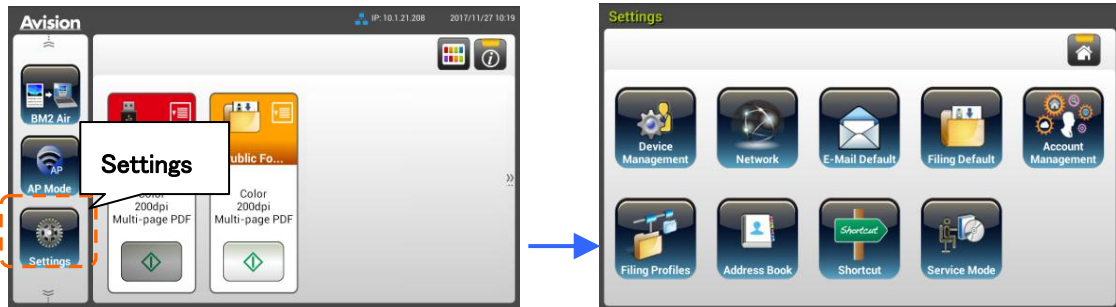 Avision
IP: 10.1.21.208
2017/11/27 10:19
BM2 Air
AP
AP Mode
Settings
Settings
ublic Fo...
Color
200dpi
Multi-page PDF
Color
200dpi
Multi-page PDF
Settings
Device
Management
Network
E-Mail Default
Filing Default
Account
Management
Filing Profiles
Address Book
Shortcut
Shortcut
Service Mode